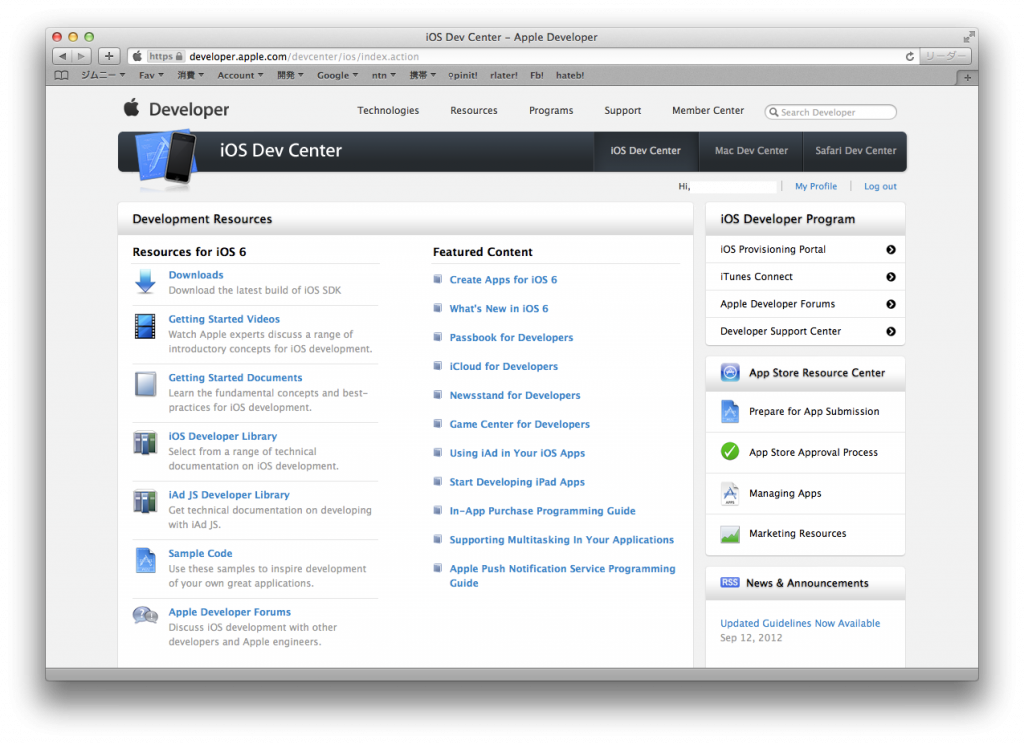 iOS Dev Center – Apple Developer
https developer.apple.com/devcenter/ios/index.action
リーダー
ジムニー Fav 消費 Account 開発 Google ntn 携帯 ♀pinit! rlater! Fb! hateb!
Developer
Technologies Resources Programs Support Member Center Search Developer
iOS Dev Center
iOS Dev Center Mac Dev Center Safari Dev Center
Hi, My Profile Log out
Development Resources
Resources for iOS 6
Downloads
Download the latest build of iOS SDK
Getting Started Videos
Watch Apple experts discuss a range of
introductory concepts for iOS development.
Getting Started Documents
Learn the fundamental concepts and best-
practices for iOS development.
iOS Developer Library
Select from a range of technical
documentation on iOS development.
iAd JS Developer Library
Get technical documentation on developing
with iAd JS.
Sample Code
Use these samples to inspire development
of your own great applications.
Apple Developer Forums
Discuss iOS development with other
developers and Apple engineers.
Featured Content
Create Apps for iOS 6
What's New in iOS 6
Passbook for Developers
iCloud for Developers
Newsstand for Developers
Game Center for Developers
Using iAd in Your iOS Apps
Start Developing iPad Apps
In-App Purchase Programming Guide
Supporting Multitasking In Your Applications
Apple Push Notification Service Programming
Guide
iOS Developer Program
iOS Provisioning Portal
iTunes Connect
Apple Developer Forums
Developer Support Center
App Store Resource Center
Prepare for App Submission
App Store Approval Process
Managing Apps
Marketing Resources
RSS News & Announcements
Updated Guidelines Now Available
Sep 12, 2012